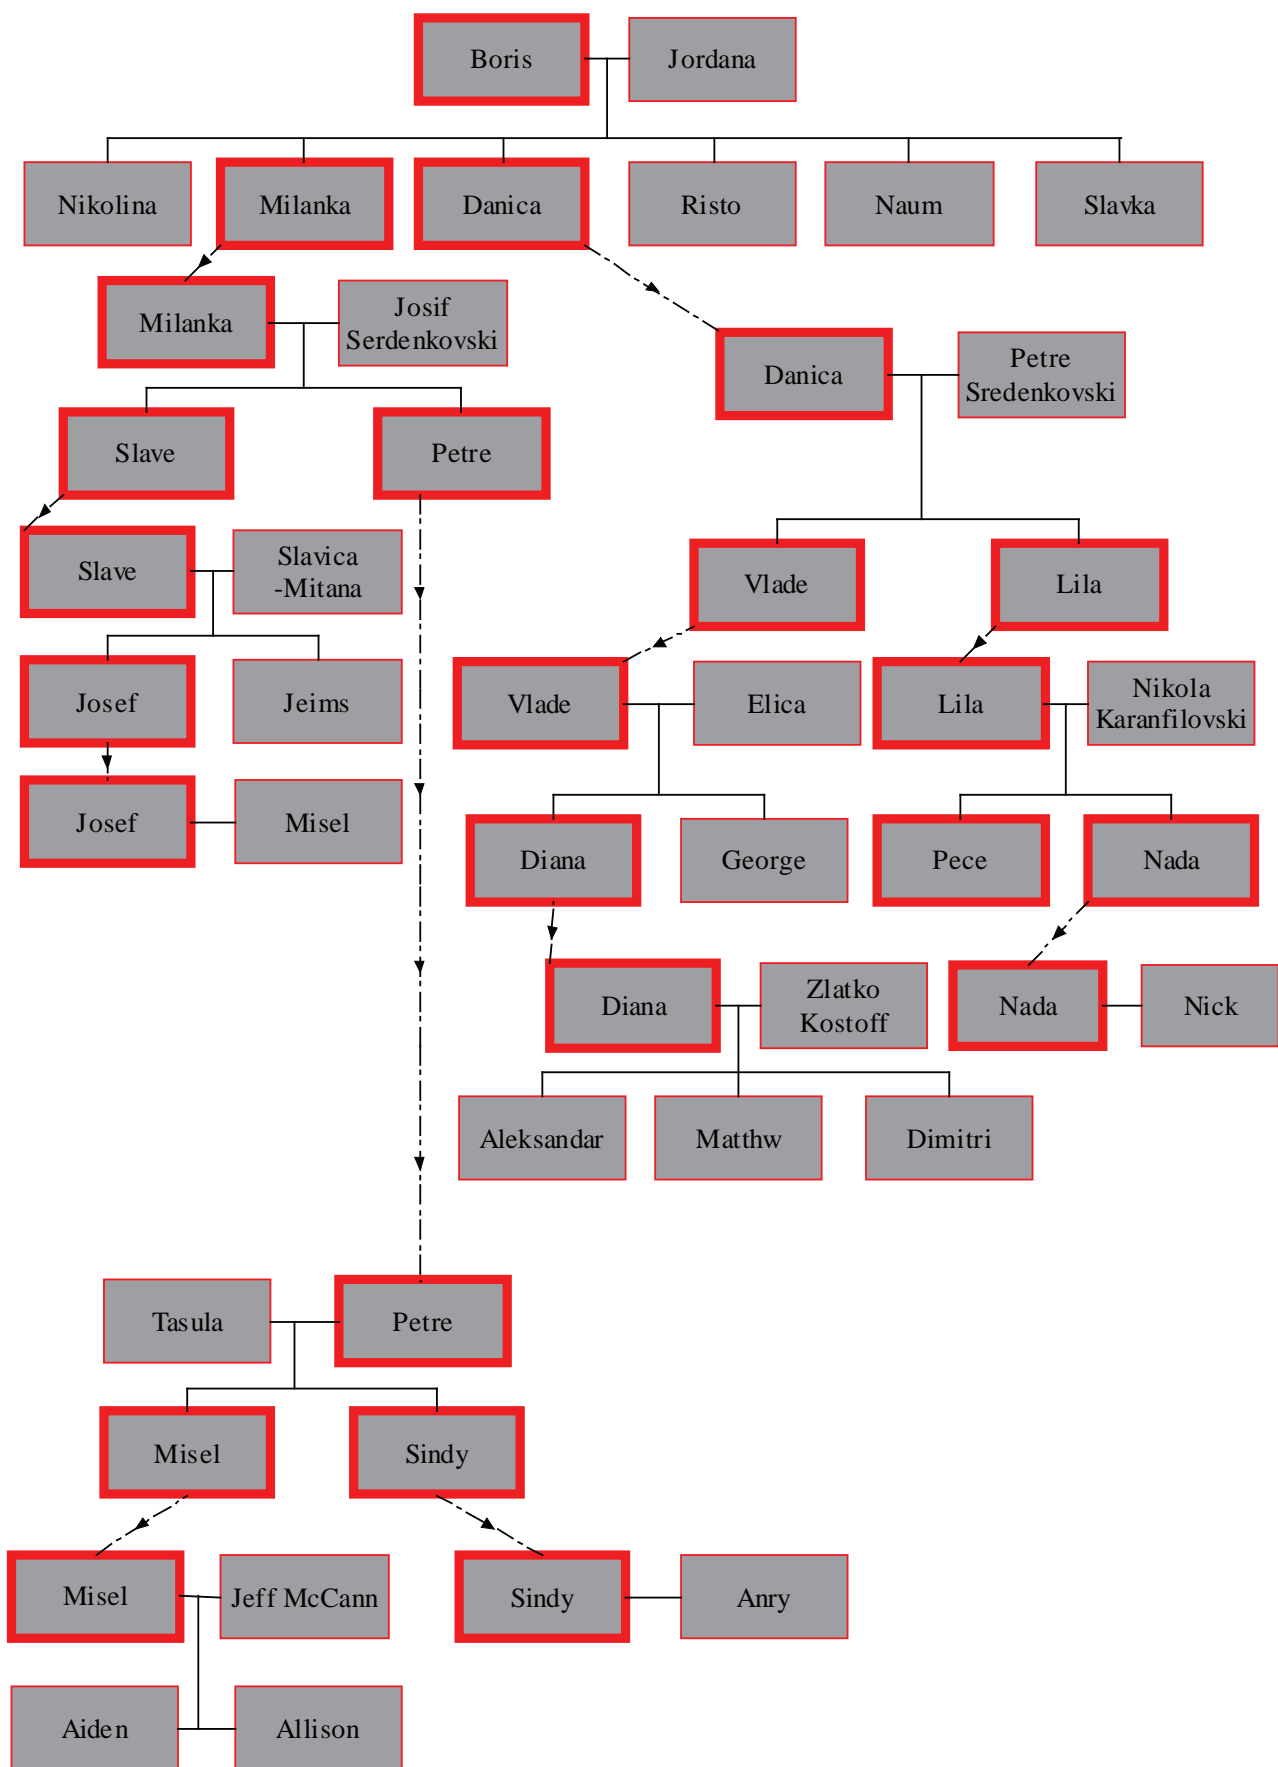 Boris
Jordana
Nikolina
Milanka
Danica
Risto
Naum
Slavka
Milanka
Josif
Serdenkovski
Danica
Petre
Sredenkovski
Slave
Petre
Slave
Slavica
-Mitana
Vlade
Lila
Josef
Jeims
Vlade
Elica
Lila
Nikola
Karanfilovski
Josef
Misel
Diana
George
Pece
Nada
Diana
Zlatko
Kostoff
Nada
Nick
Aleksandar
Matthw
Dimitri
Tasula
Petre
Misel
Sindy
Misel
Jeff McCann
Sindy
Anry
Aiden
Allison